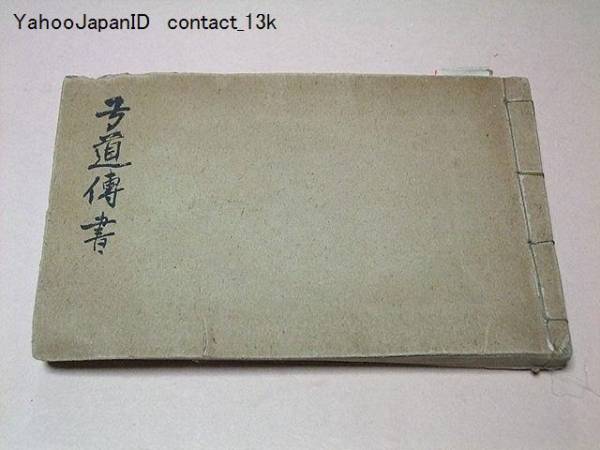 YahooJapanID contact_13k
弓道傳書